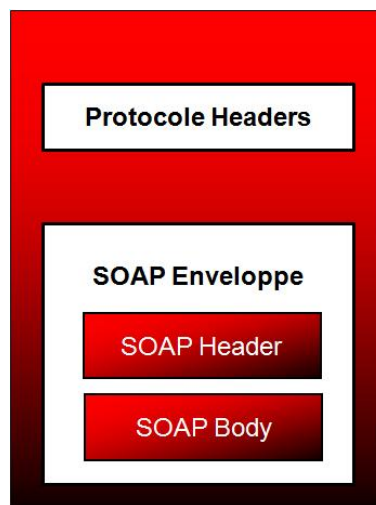 Protocole Headers
SOAP Enveloppe
SOAP Header
SOAP Body